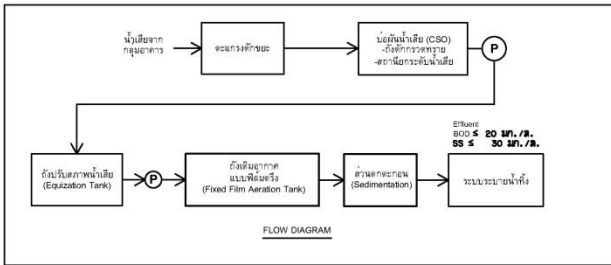 น้ำเสียจาก
กลุ่มอาคาร
ตะแกรงดักขยะ
บ่อผันน้ำเสีย (CSO)
-ถังดักกรวดทราย
-สถานียกระดับน้ำเสีย
P
Effluent
BOD ≤ 20 มก./ล.
SS ≤ 30 มก./ล.
ถังปรับสภาพน้ำเสีย
(Equization Tank)
P
ถังเติมอากาศ
แบบฟิล์มตรึง
(Fixed Film Aeration Tank)
ส่วนตกตะกอน
(Sedimentation)
ระบบระบายน้ำทิ้ง
FLOW DIAGRAM